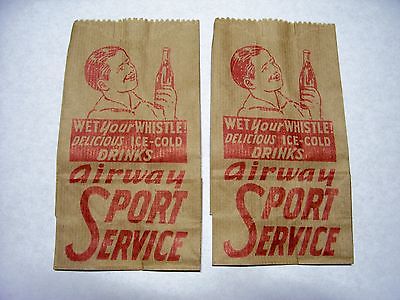 WET your WHISTLE!
DELICIOUS ICE-COLD
DRINKS
airway
SPORT
SERVICE
WET your WHISTLE!
DELICIOUS ICE-COLD
DRINKS
airway
SPORT
SERVICE